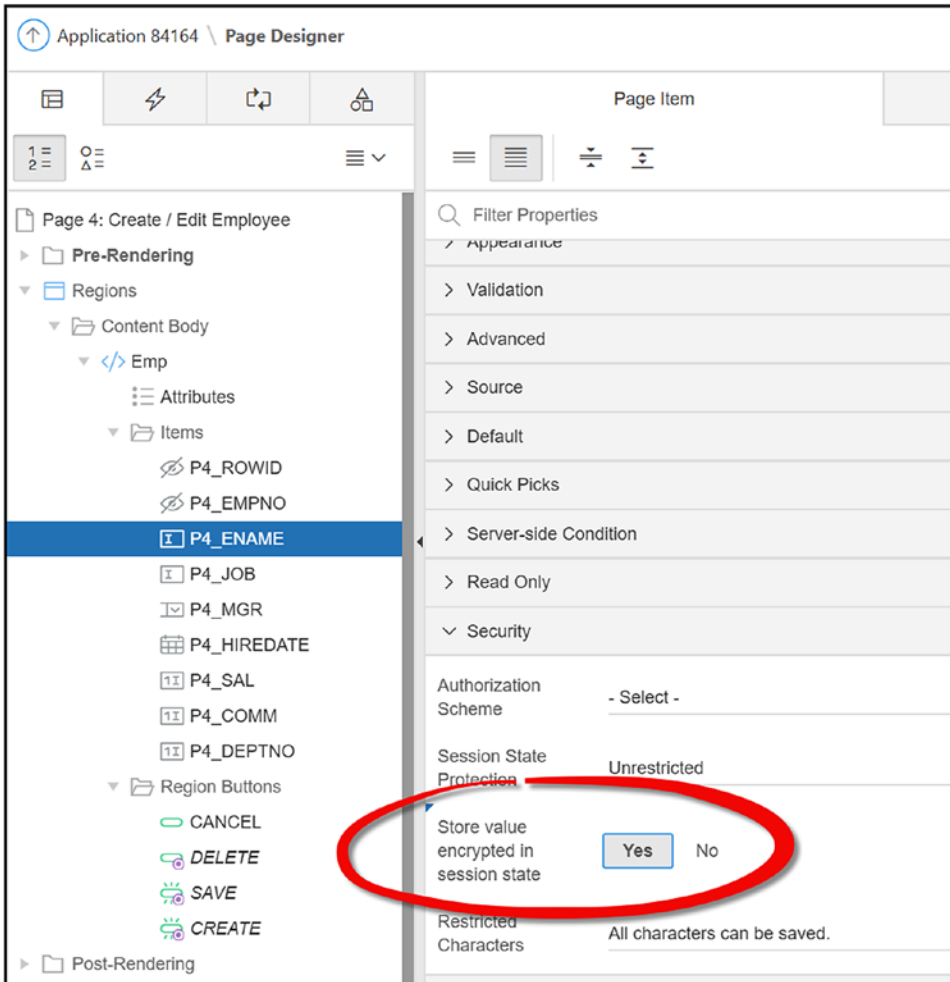 Application 84164 \ Page Designer
Page Item
1 =
2 =
Filter Properties
Page 4: Create / Edit Employee
Pre-Rendering
Regions
Content Body
Emp
Attributes
Items
P4_ROWID
P4_EMPNO
P4_ENAME
P4_JOB
P4_MGR
P4_HIREDATE
P4_SAL
P4_COMM
P4_DEPTNO
Region Buttons
CANCEL
DELETE
SAVE
CREATE
Post-Rendering
Appearance
Validation
Advanced
Source
Default
Quick Picks
Server-side Condition
Read Only
Security
Authorization
Scheme
- Select -
Session State
Protection
Unrestricted
Store value
encrypted in
session state
Yes No
Restricted
Characters
All characters can be saved.